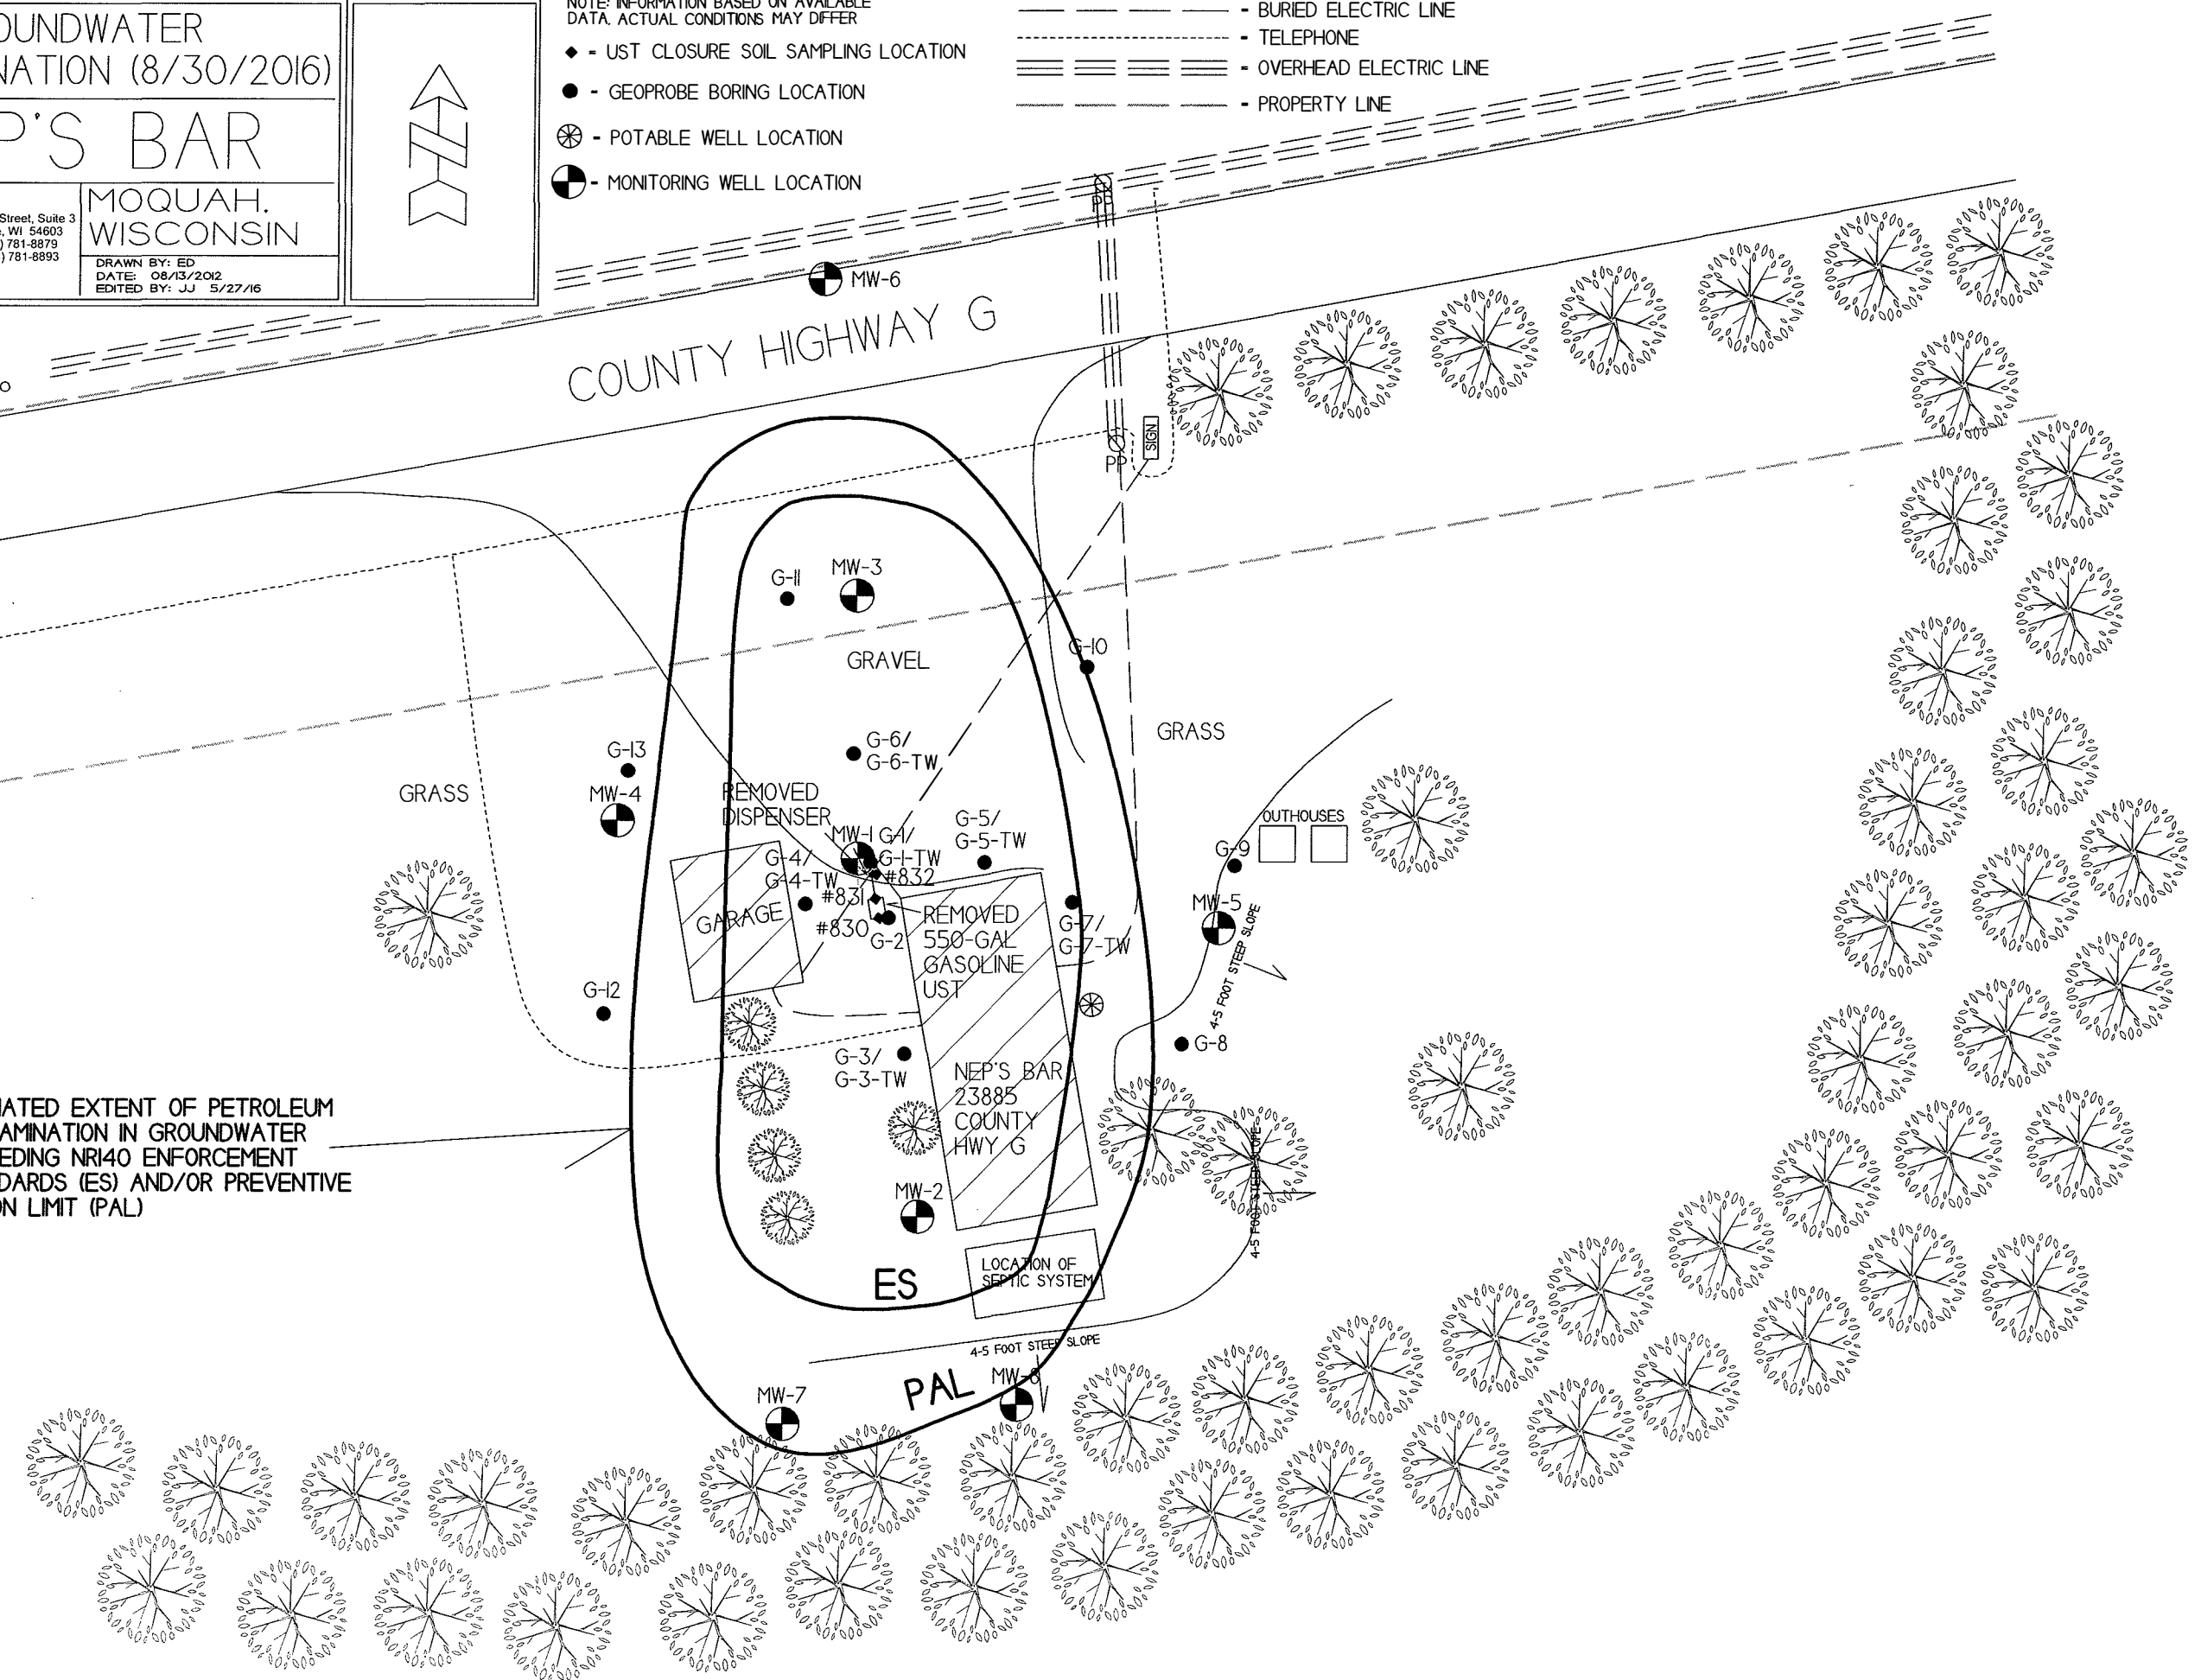 NOTE: INFORMATION BASED ON AVAILABLE
DATA. ACTUAL CONDITIONS MAY DIFFER
- UST CLOSURE SOIL SAMPLING LOCATION
- GEOPROBE BORING LOCATION
- POTABLE WELL LOCATION
- MONITORING WELL LOCATION
- BURIED ELECTRIC LINE
- TELEPHONE
- OVERHEAD ELECTRIC LINE
- PROPERTY LINE
OUNDWATER
NATION (8/30/2016)
P'S BAR
Street, Suite 3
, WI 54603
) 781-8879
) 781-8893
MOQUAH,
WISCONSIN
DRAWN BY: ED
DATE: 08/13/2012
EDITED BY: JJ 5/27/16
PP
MW-6
COUNTY HIGHWAY G
SIGN
PP
MW-3
G-11
G-10
GRAVEL
GRASS
G-6/
G-6-TW
G-13
MW-4
GRASS
REMOVED
DISPENSER
MW-1
G-1/
G-1-TW
G-5/
G-5-TW
OUTHOUSES
G-9
G-4/
G-4-TW
#832
#831
#830
G-2
GARAGE
REMOVED
550-GAL
GASOLINE
UST
G-7/
G-7-TW
MW-5
4-5 FOOT STEEP SLOPE
G-12
G-8
G-3/
G-3-TW
NEP'S BAR
23885
COUNTY
HWY G
IATED EXTENT OF PETROLEUM
AMINATION IN GROUNDWATER
EDING NR140 ENFORCEMENT
DARDS (ES) AND/OR PREVENTIVE
ON LIMIT (PAL)
4-5 FOOT STEEP SLOPE
MW-2
ES
LOCATION OF
SEPTIC SYSTEM
4-5 FOOT STEEP SLOPE
PAL
MW-8
MW-7